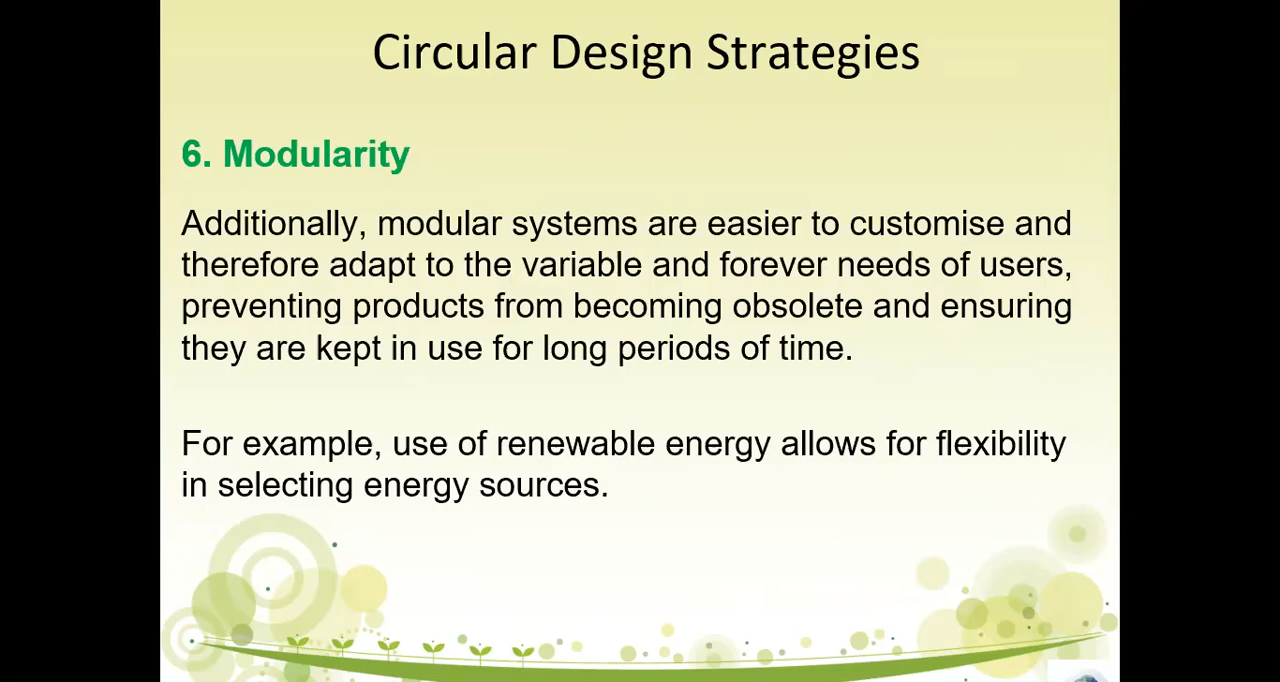 Circular Design Strategies
6. Modularity
Additionally, modular systems are easier to customise and
therefore adapt to the variable and forever needs of users,
preventing products from becoming obsolete and ensuring
they are kept in use for long periods of time.
For example, use of renewable energy allows for flexibility
in selecting energy sources.